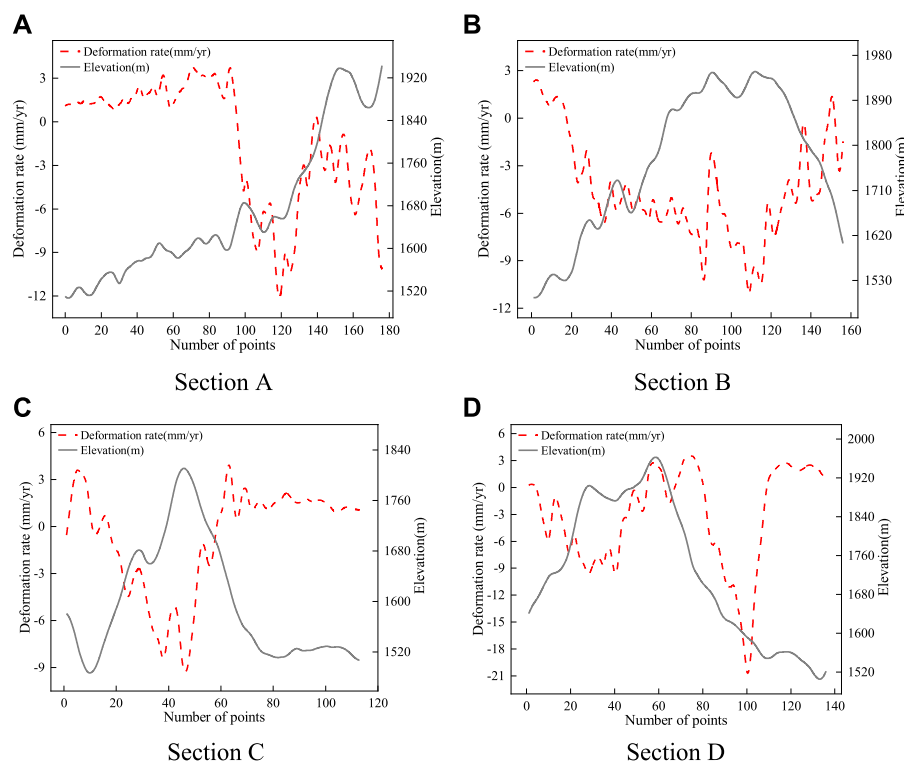 A
Deformation rate(mm/yr)
Elevation(m)
3
0
-3
-6
-9
-12
Deformation rate (mm/yr)
1920
1840
1760
1680
1600
1520
Elevation(m)
0 20 40 60 80 100 120 140 160 180
Number of points
Section A
B
Deformation rate(mm/yr)
Elevation(m)
3
0
-3
-6
-9
-12
Deformation rate (mm/yr)
1980
1890
1800
1710
1620
1530
Elevation(m)
0 20 40 60 80 100 120 140 160
Number of points
Section B
C
Deformation rate(mm/yr)
Elevation(m)
6
3
0
-3
-6
-9
Deformation rate (mm/yr)
1840
1760
1680
1600
1520
Elevation(m)
0 20 40 60 80 100 120
Number of points
Section C
D
Deformation rate(mm/yr)
Elevation(m)
6
3
0
-3
-6
-9
-12
-15
-18
-21
Deformation rate (mm/yr)
2000
1920
1840
1760
1680
1600
1520
Elevation(m)
0 20 40 60 80 100 120 140
Number of points
Section D